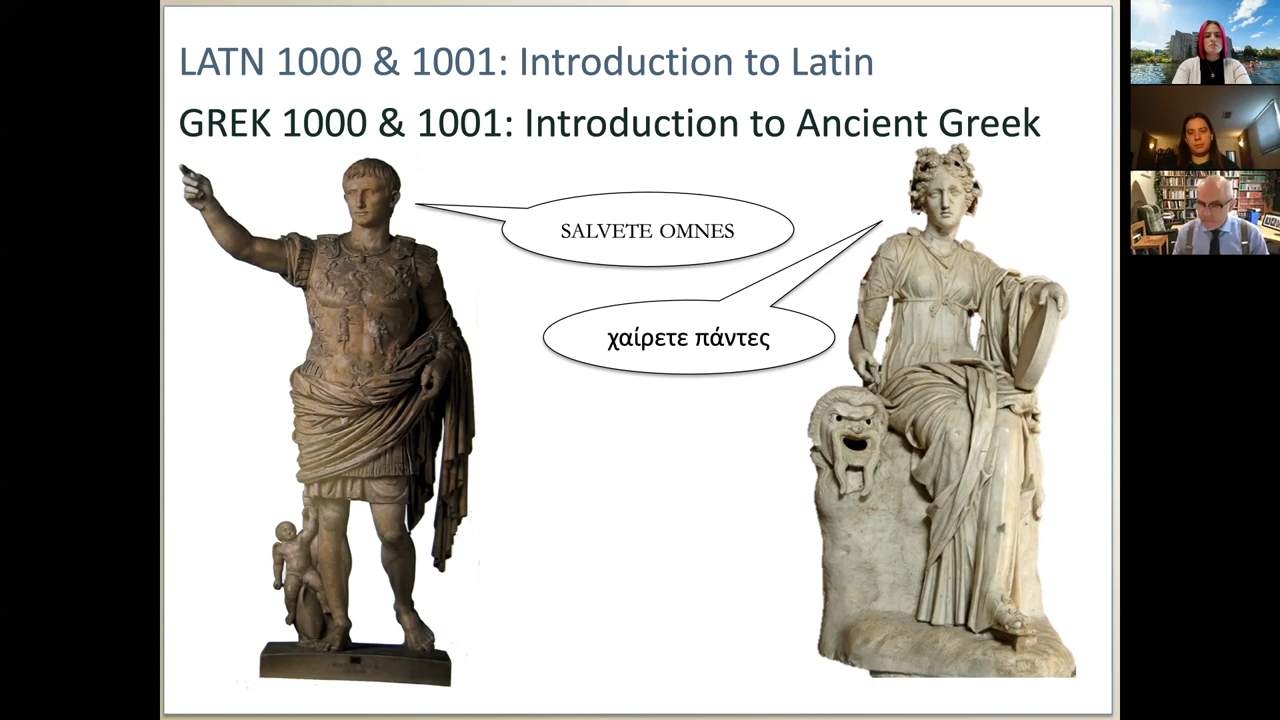 LATN 1000 & 1001: Introduction to Latin
GREK 1000 & 1001: Introduction to Ancient Greek
SALVETE OMNES
χαίρετε πάντες